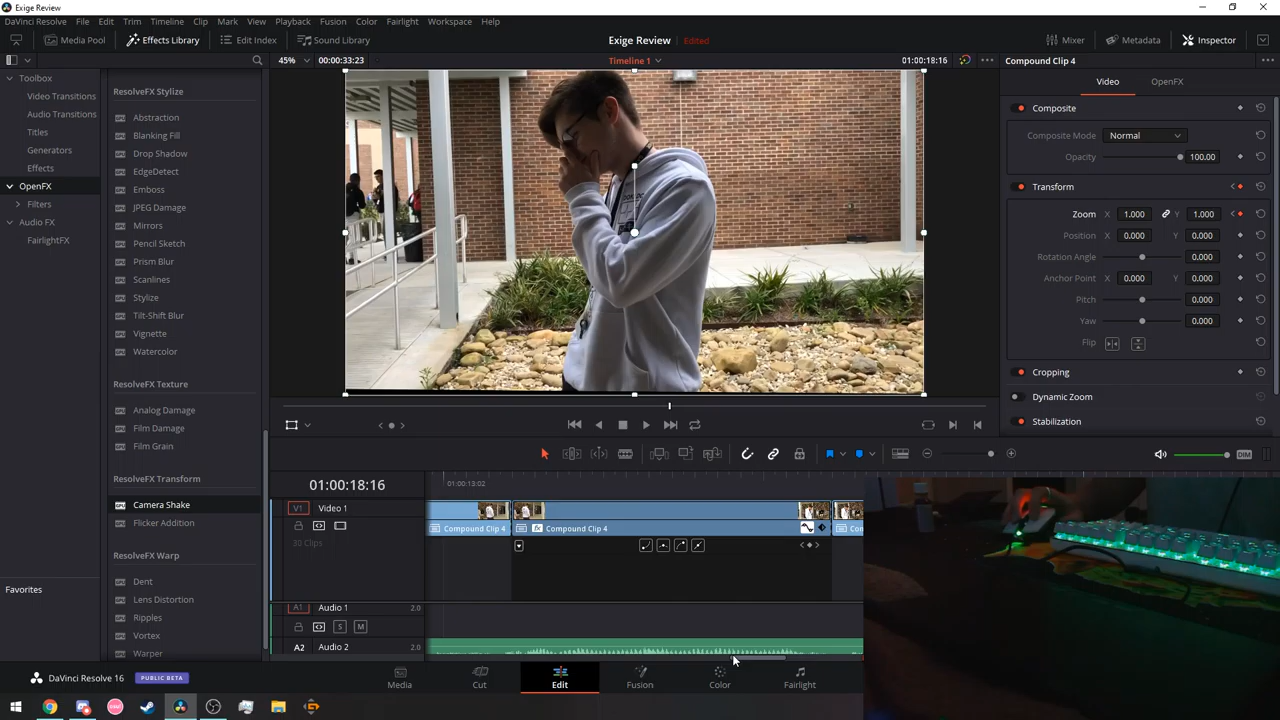 Exige Review
DaVinci Resolve File Edit Trim Timeline Clip Mark View Playback Fusion Color Fairlight Workspace Help
Media Pool Effects Library Edit Index Sound Library Exige Review Edited Mixer Metadata Inspector
45% 00:00:33:23 Timeline 1 01:00:18:16 Compound Clip 4
Toolbox
Video Transitions
Audio Transitions
Titles
Generators
Effects
OpenFX
Filters
Audio FX
FairlightFX
Favorites
ResolveFX Stylize
Abstraction
Blanking Fill
Drop Shadow
EdgeDetect
Emboss
JPEG Damage
Mirrors
Pencil Sketch
Prism Blur
Scanlines
Stylize
Tilt-Shift Blur
Vignette
Watercolor
ResolveFX Texture
Analog Damage
Film Damage
Film Grain
ResolveFX Transform
Camera Shake
Flicker Addition
ResolveFX Warp
Dent
Lens Distortion
Ripples
Vortex
Warper
Video OpenFX
Composite
Composite Mode Normal
Opacity 100.00
Transform
Zoom X 1.000 Y 1.000
Position X 0.000 Y 0.000
Rotation Angle 0.000
Anchor Point X 0.000 Y 0.000
Pitch 0.000
Yaw 0.000
Flip
Cropping
Dynamic Zoom
Stabilization
DIM
01:00:18:16 01:00:13:02
V1 Video 1
30 Clips
Compound Clip 4 Compound Clip 4 Con
A1 Audio 1 2.0
S M
A2 Audio 2 2.0
DaVinci Resolve 16 PUBLIC BETA
Media Cut Edit Fusion Color Fairlight